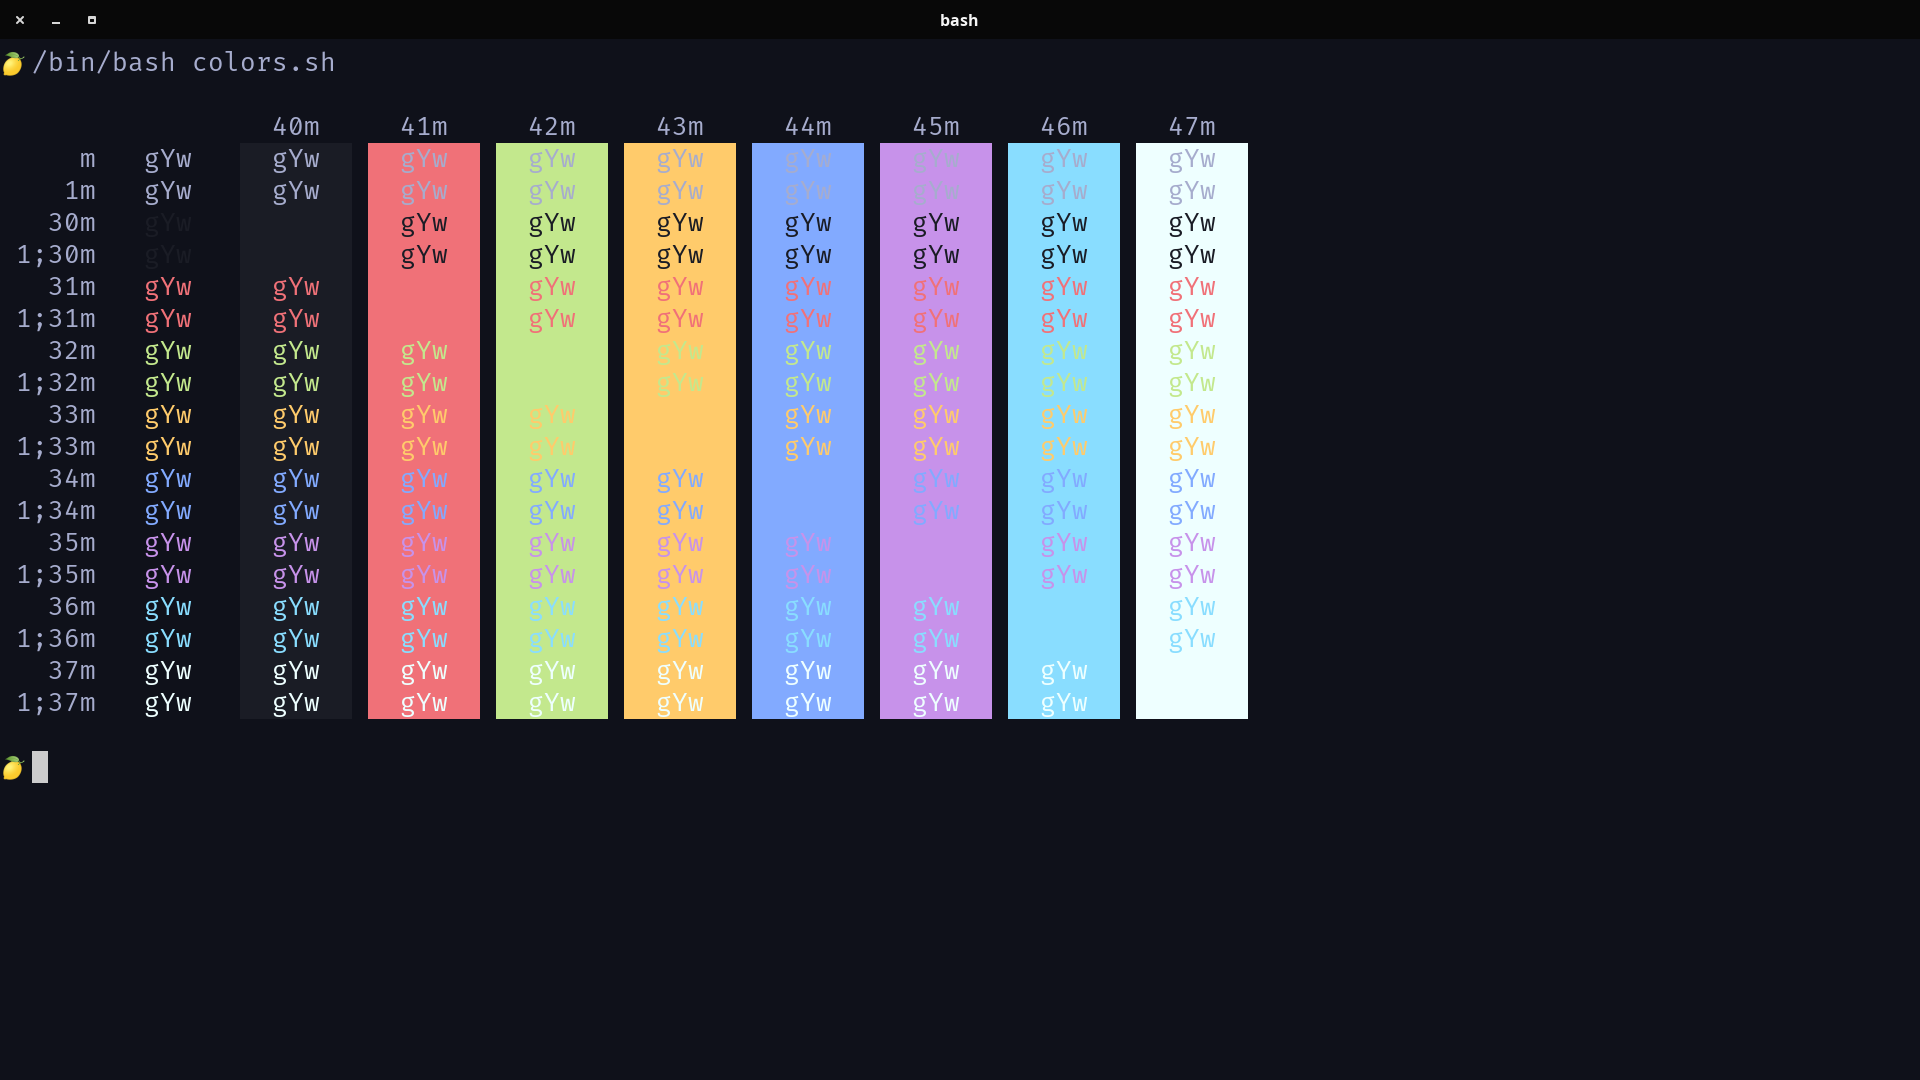 bash
/bin/bash colors.sh
40m 41m 42m 43m 44m 45m 46m 47m
m gYw gYw gYw gYw gYw gYw gYw gYw gYw
1m gYw gYw gYw gYw gYw gYw gYw gYw gYw
30m gYw gYw gYw gYw gYw gYw gYw gYw
1;30m gYw gYw gYw gYw gYw gYw gYw gYw
31m gYw gYw gYw gYw gYw gYw gYw gYw
1;31m gYw gYw gYw gYw gYw gYw gYw gYw
32m gYw gYw gYw gYw gYw gYw gYw gYw
1;32m gYw gYw gYw gYw gYw gYw gYw gYw
33m gYw gYw gYw gYw gYw gYw gYw gYw
1;33m gYw gYw gYw gYw gYw gYw gYw gYw
34m gYw gYw gYw gYw gYw gYw gYw gYw
1;34m gYw gYw gYw gYw gYw gYw gYw gYw
35m gYw gYw gYw gYw gYw gYw gYw gYw
1;35m gYw gYw gYw gYw gYw gYw gYw gYw
36m gYw gYw gYw gYw gYw gYw gYw gYw
1;36m gYw gYw gYw gYw gYw gYw gYw gYw
37m gYw gYw gYw gYw gYw gYw gYw gYw
1;37m gYw gYw gYw gYw gYw gYw gYw gYw